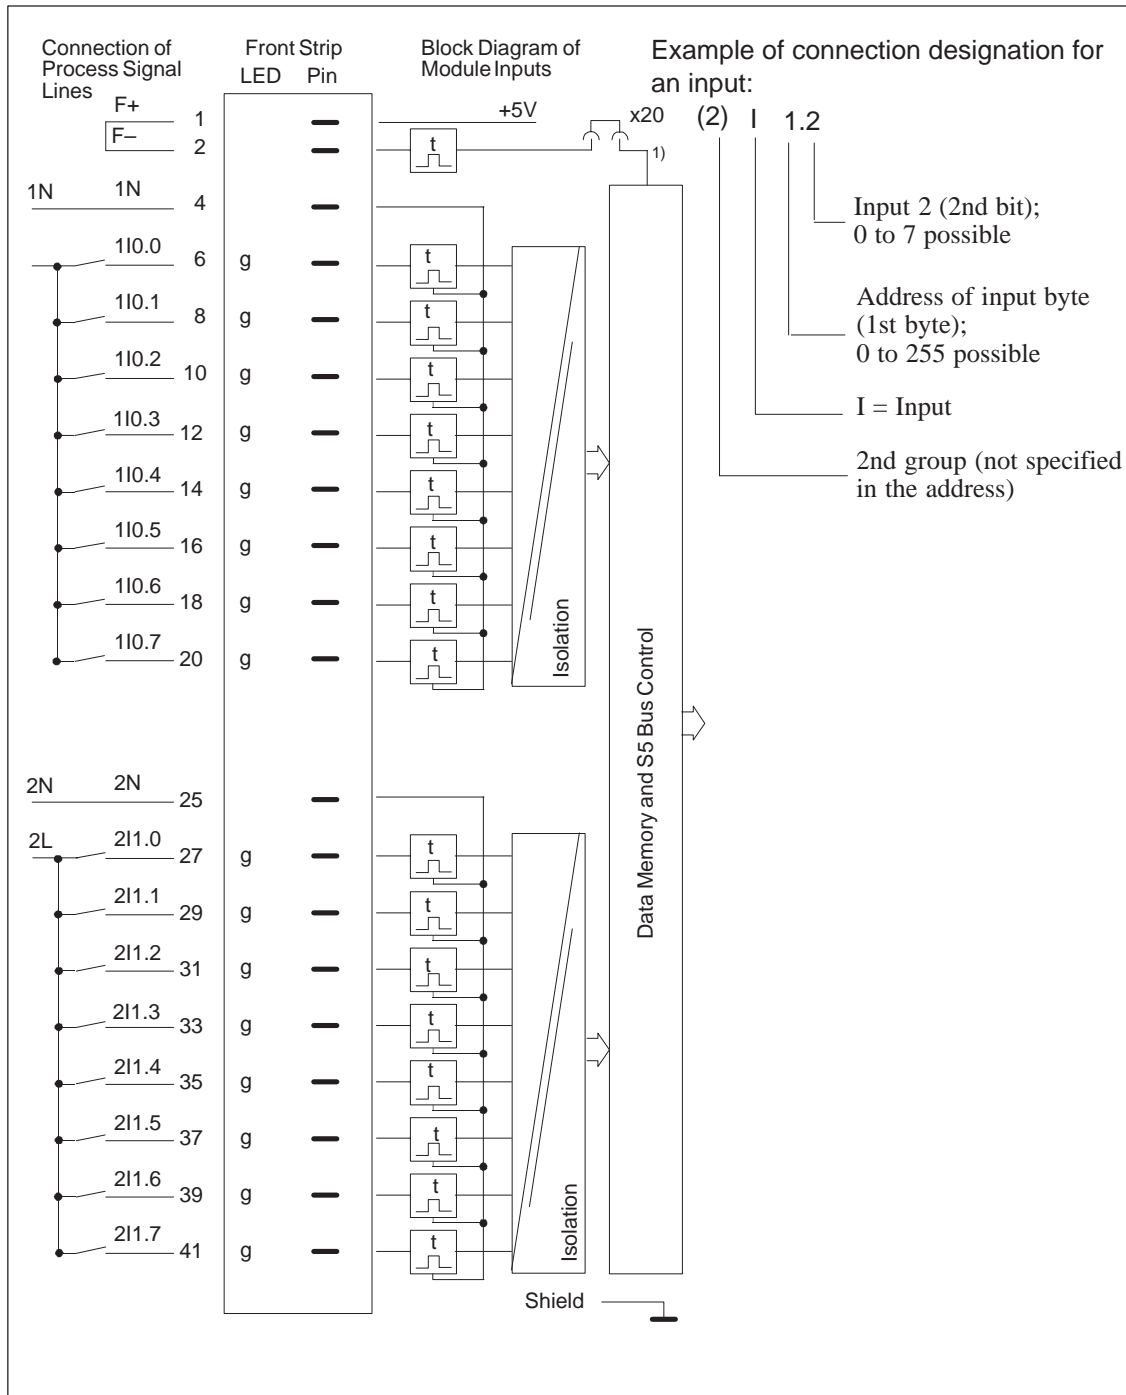 Connection of
Process Signal
Lines
Front Strip
LED Pin
Block Diagram of
Module Inputs
Example of connection designation for
an input:
F+ 1 +5V x20 (2) I 1.2
F– 2 1)
1N 1N 4
Input 2 (2nd bit);
0 to 7 possible
1I0.0 6 g t
1I0.1 8 g t
Address of input byte
(1st byte);
0 to 255 possible
1I0.2 10 g t
I = Input
1I0.3 12 g t
2nd group (not specified
in the address)
1I0.4 14 g t
1I0.5 16 g t
1I0.6 18 g t
1I0.7 20 g t
Isolation
Data Memory and S5 Bus Control
2N 2N 25
2L 2I1.0 27 g t
2I1.1 29 g t
2I1.2 31 g t
2I1.3 33 g t
2I1.4 35 g t
2I1.5 37 g t
2I1.6 39 g t
2I1.7 41 g t
Isolation
Shield